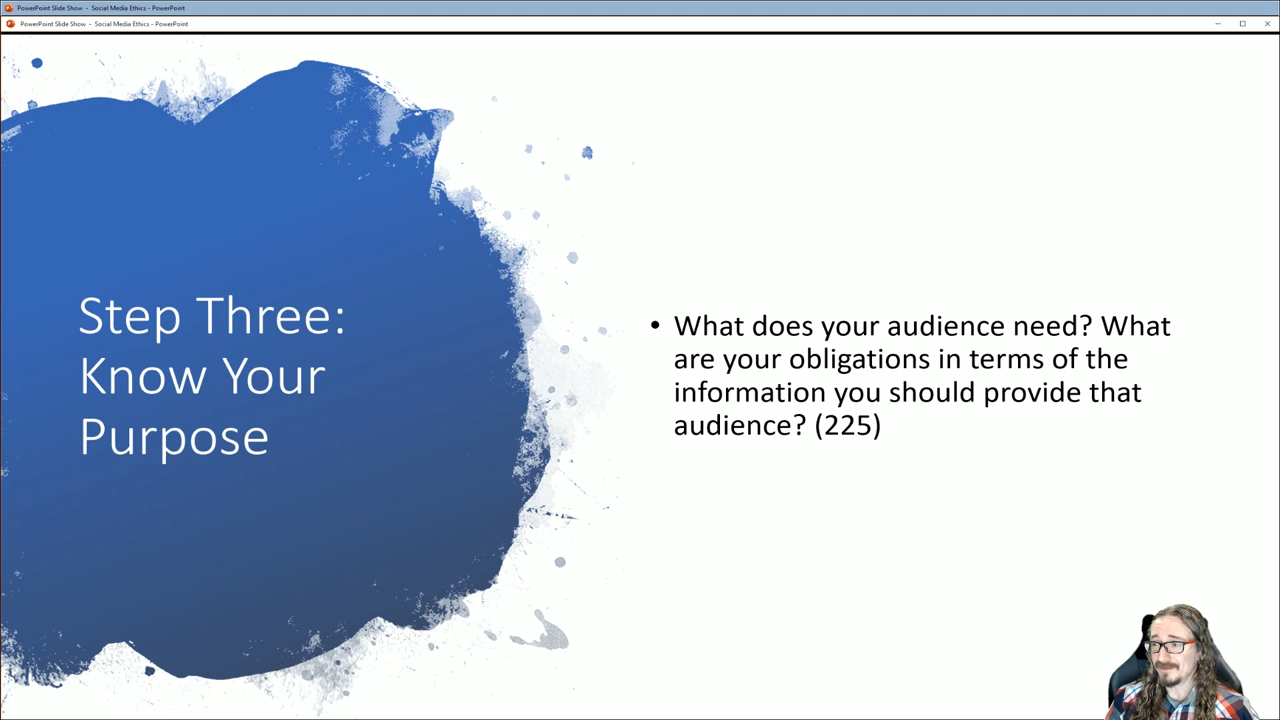 PowerPoint Slide Show - Social Media Ethics - PowerPoint
PowerPoint Slide Show - Social Media Ethics - PowerPoint
Step Three:
Know Your
Purpose
• What does your audience need? What
are your obligations in terms of the
information you should provide that
audience? (225)